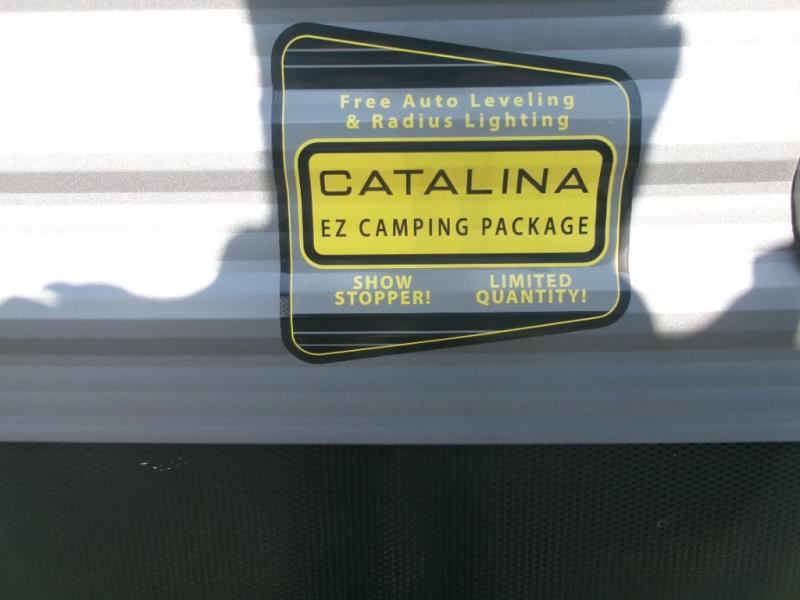 Free Auto Leveling
& Radius Lighting
CATALINA
EZ CAMPING PACKAGE
SHOW
STOPPER!
LIMITED
QUANTITY!